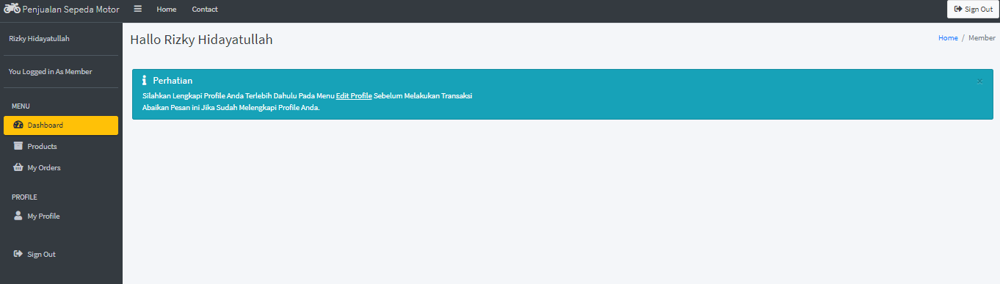 Penjualan Sepeda Motor
Home
Contact
Sign Out
Rizky Hidayatullah
You Logged in As Member
MENU
Dashboard
Products
My Orders
PROFILE
My Profile
Sign Out
Hallo Rizky Hidayatullah
Home / Member
Perhatian
×
Silahkan Lengkapi Profile Anda Terlebih Dahulu Pada Menu Edit Profile Sebelum Melakukan Transaksi
Abaikan Pesan ini Jika Sudah Melengkapi Profile Anda.